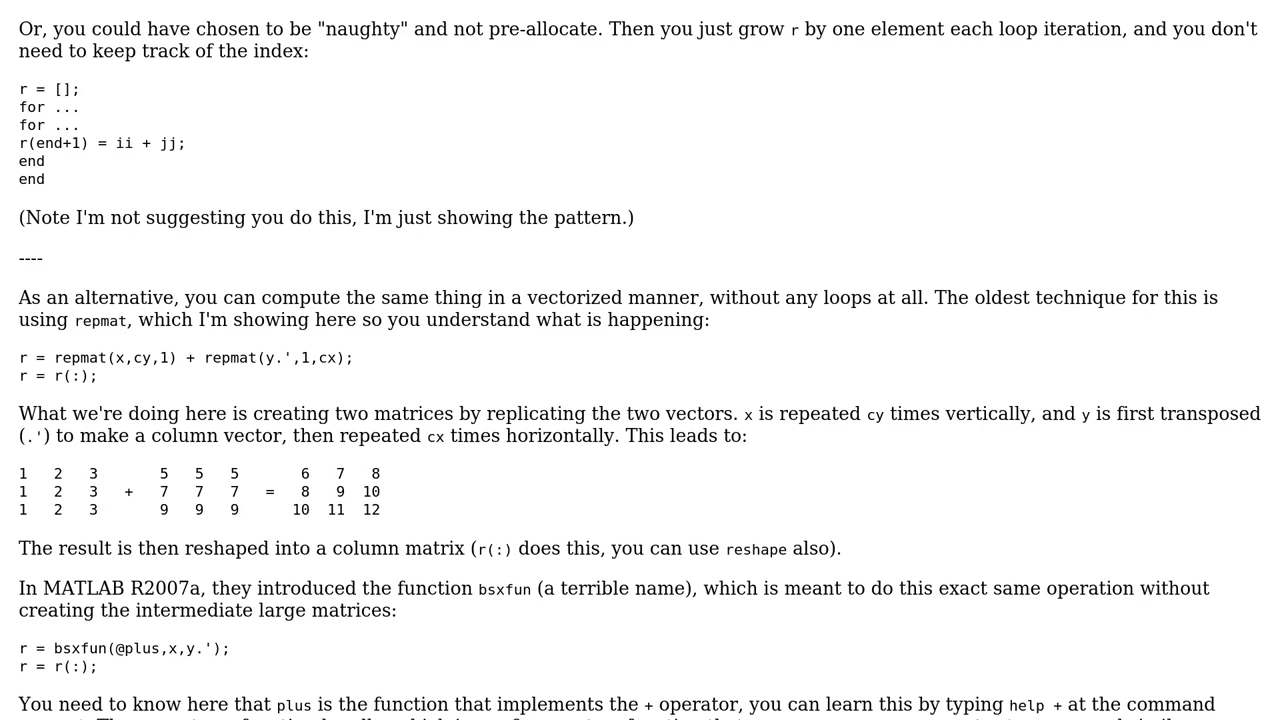 Or, you could have chosen to be "naughty" and not pre-allocate. Then you just grow r by one element each loop iteration, and you don't
need to keep track of the index:
r = [];
for ...
for ...
r(end+1) = ii + jj;
end
end
(Note I'm not suggesting you do this, I'm just showing the pattern.)
----
As an alternative, you can compute the same thing in a vectorized manner, without any loops at all. The oldest technique for this is
using repmat, which I'm showing here so you understand what is happening:
r = repmat(x,cy,1) + repmat(y.',1,cx);
r = r(:);
What we're doing here is creating two matrices by replicating the two vectors. x is repeated cy times vertically, and y is first transposed
(.') to make a column vector, then repeated cx times horizontally. This leads to:
1   2   3       5   5   5       6   7   8
1   2   3   +   7   7   7   =   8   9  10
1   2   3       9   9   9      10  11  12
The result is then reshaped into a column matrix (r(:) does this, you can use reshape also).
In MATLAB R2007a, they introduced the function bsxfun (a terrible name), which is meant to do this exact same operation without
creating the intermediate large matrices:
r = bsxfun(@plus,x,y.');
r = r(:);
You need to know here that plus is the function that implements the + operator, you can learn this by typing help + at the command